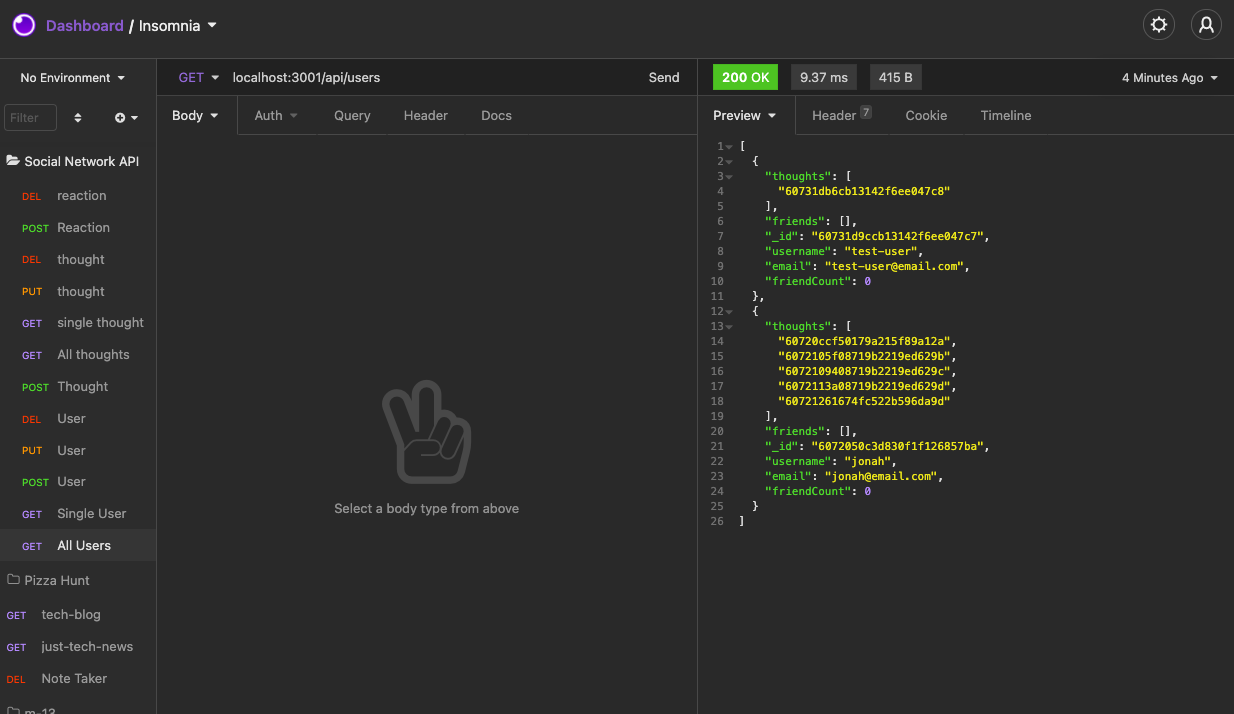 Dashboard / Insomnia
No Environment
GET localhost:3001/api/users Send
200 OK 9.37 ms 415 B 4 Minutes Ago
Filter
Body Auth Query Header Docs
Preview Header 7 Cookie Timeline
Social Network API
DEL reaction
POST Reaction
DEL thought
PUT thought
GET single thought
GET All thoughts
POST Thought
DEL User
PUT User
POST User
GET Single User
GET All Users
Pizza Hunt
GET tech-blog
GET just-tech-news
DEL Note Taker
m-13
Select a body type from above
1 [
2 {
3 "thoughts": [
4 "60731db6cb13142f6ee047c8"
5 ],
6 "friends": [],
7 "_id": "60731d9ccb13142f6ee047c7",
8 "username": "test-user",
9 "email": "test-user@email.com",
10 "friendCount": 0
11 },
12 {
13 "thoughts": [
14 "60720ccf50179a215f89a12a",
15 "6072105f08719b2219ed629b",
16 "6072109408719b2219ed629c",
17 "6072113a08719b2219ed629d",
18 "60721261674fc522b596da9d"
19 ],
20 "friends": [],
21 "_id": "6072050c3d830f1f126857ba",
22 "username": "jonah",
23 "email": "jonah@email.com",
24 "friendCount": 0
25 }
26 ]